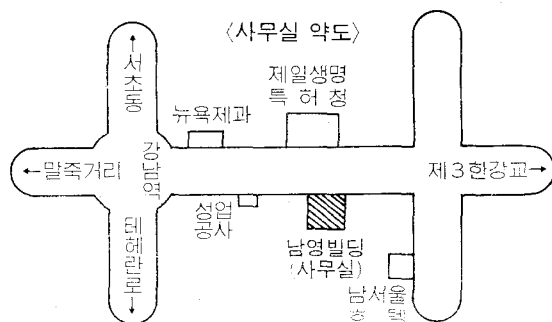 〈사무실 약도〉
←서초동
뉴욕제과
제일생명
특허청
←말죽거리
강남역
제3한강교→
성업
공사
남영빌딩
(사무실)
테헤란로→
남서울
호텔